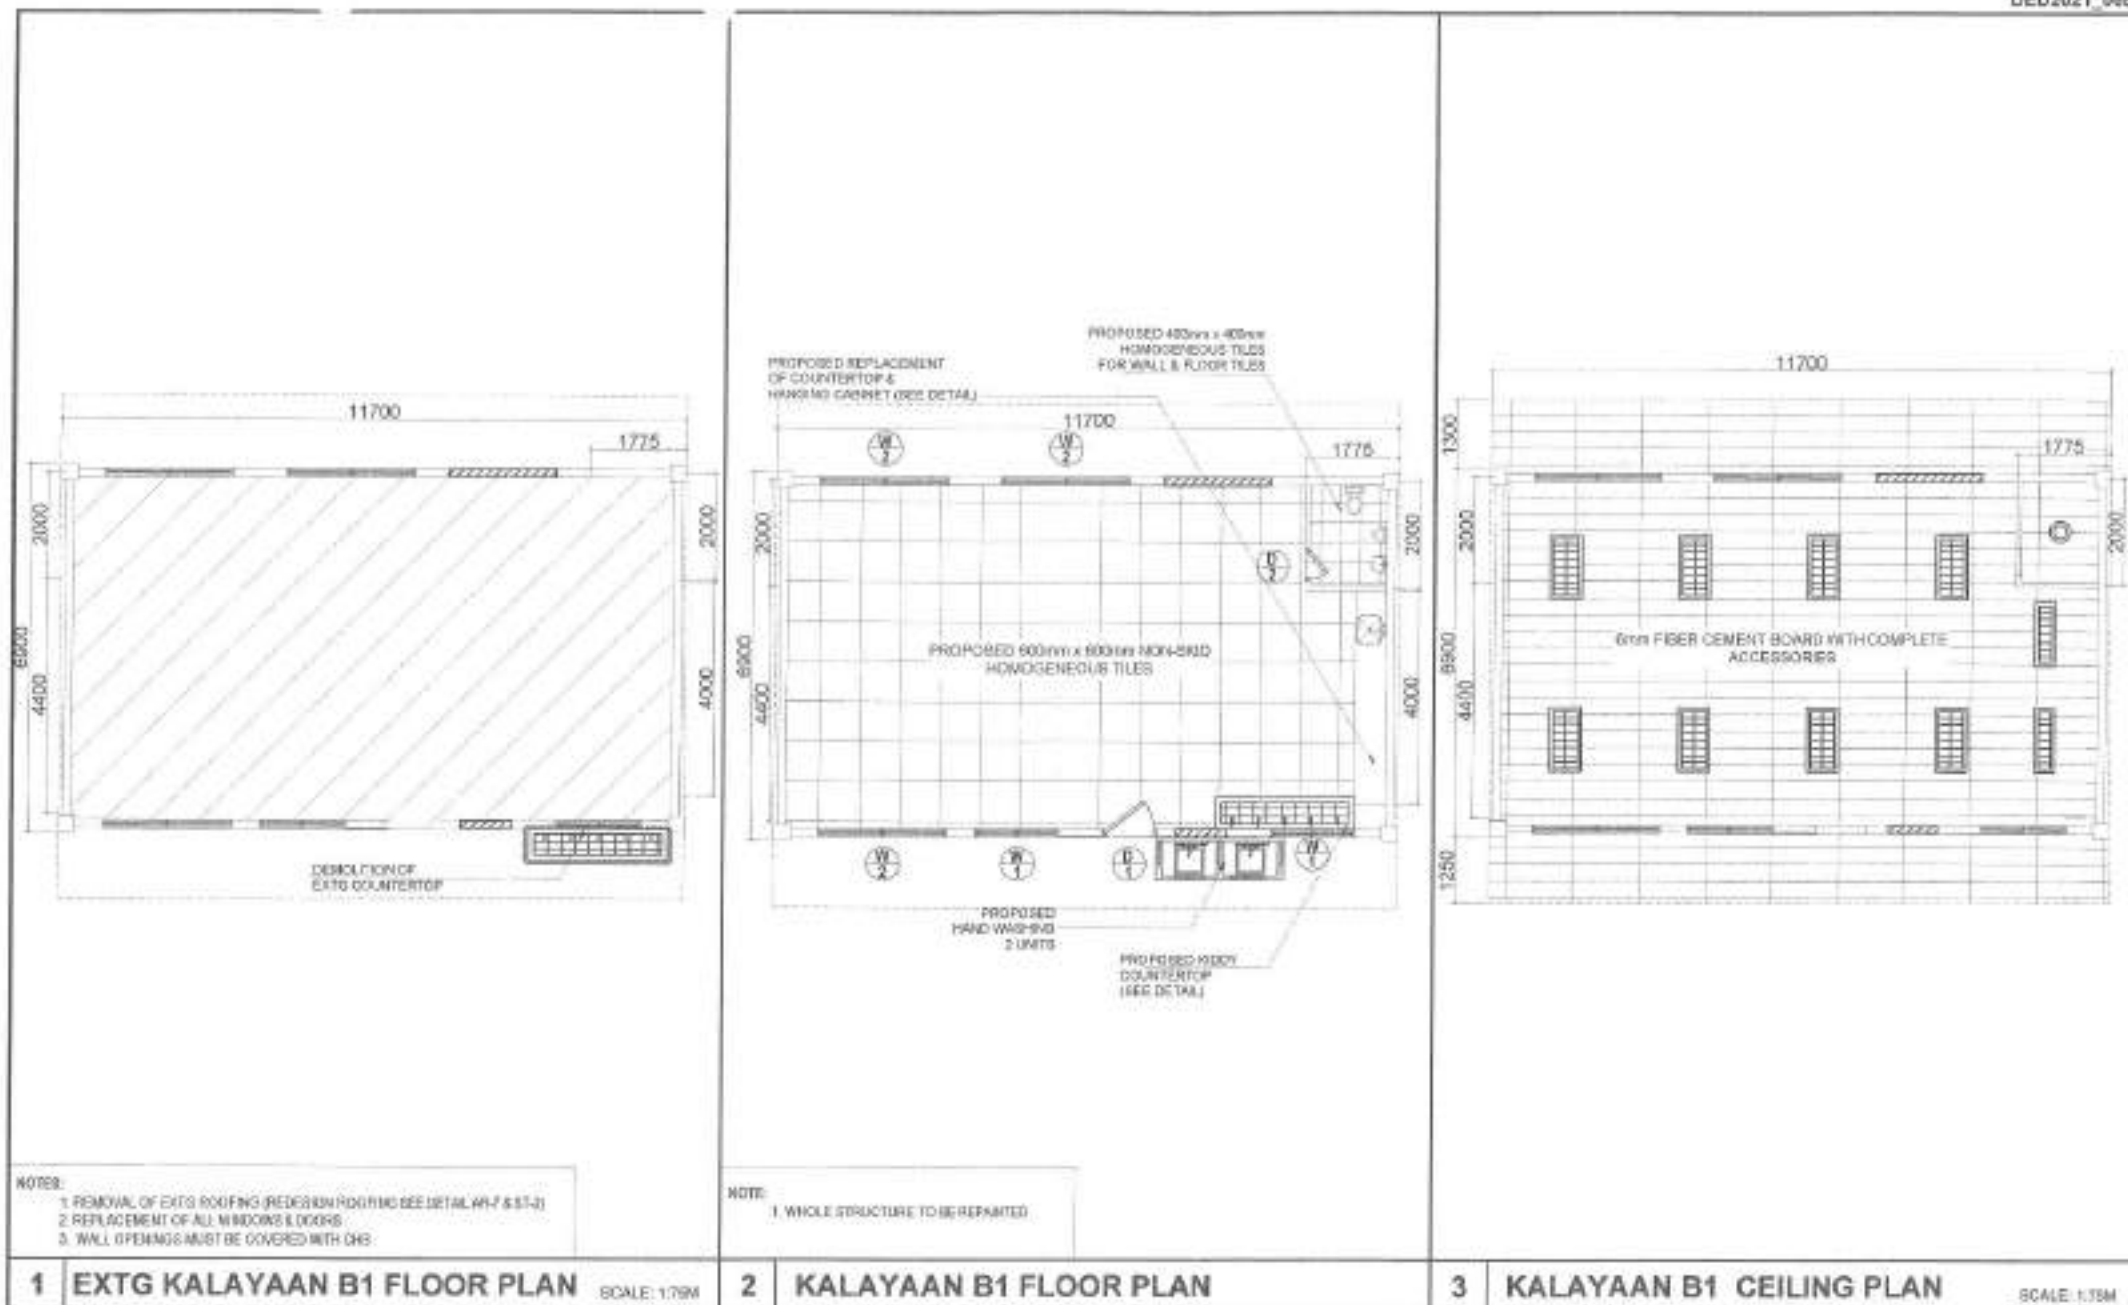 11700
1775
2000
2000
6900
4400
4000
DEMOLITION OF
EXTG COUNTERTOP
NOTES:
1. REMOVAL OF EXTG ROOFING (REDESIGN ROOFING SEE DETAIL AR-7 & ST-2)
2. REPLACEMENT OF ALL WINDOWS & DOORS
3. WALL OPENINGS MUST BE COVERED WITH CHB
1 EXTG KALAYAAN B1 FLOOR PLAN
PROPOSED REPLACEMENT
OF COUNTERTOP &
HANGING CABINET (SEE DETAIL)
PROPOSED 400mm x 400mm
HOMOGENEOUS TILES
FOR WALL & FLOOR TILES
11700
W
2
W
2
1775
2000
2000
D
2
6900
4400
4000
PROPOSED 600mm x 600mm NON-SKID
HOMOGENEOUS TILES
W
2
W
1
D
1
W
1
PROPOSED
HAND WASHING
2 UNITS
PROPOSED KIDDY
COUNTERTOP
(SEE DETAIL)
NOTE:
1. WHOLE STRUCTURE TO BE REPAINTED
2 KALAYAAN B1 FLOOR PLAN
11700
1300
1775
2000
2000
6900
4400
1250
6mm FIBER CEMENT BOARD WITH COMPLETE
ACCESSORIES
3 KALAYAAN B1 CEILING PLAN